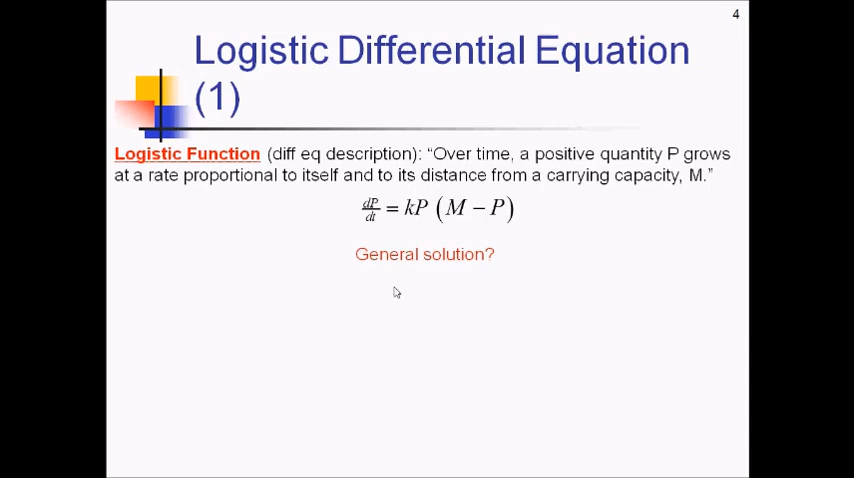 4
Logistic Differential Equation
(1)
Logistic Function (diff eq description): “Over time, a positive quantity P grows
at a rate proportional to itself and to its distance from a carrying capacity, M.”
dP/dt = kP (M − P)
General solution?